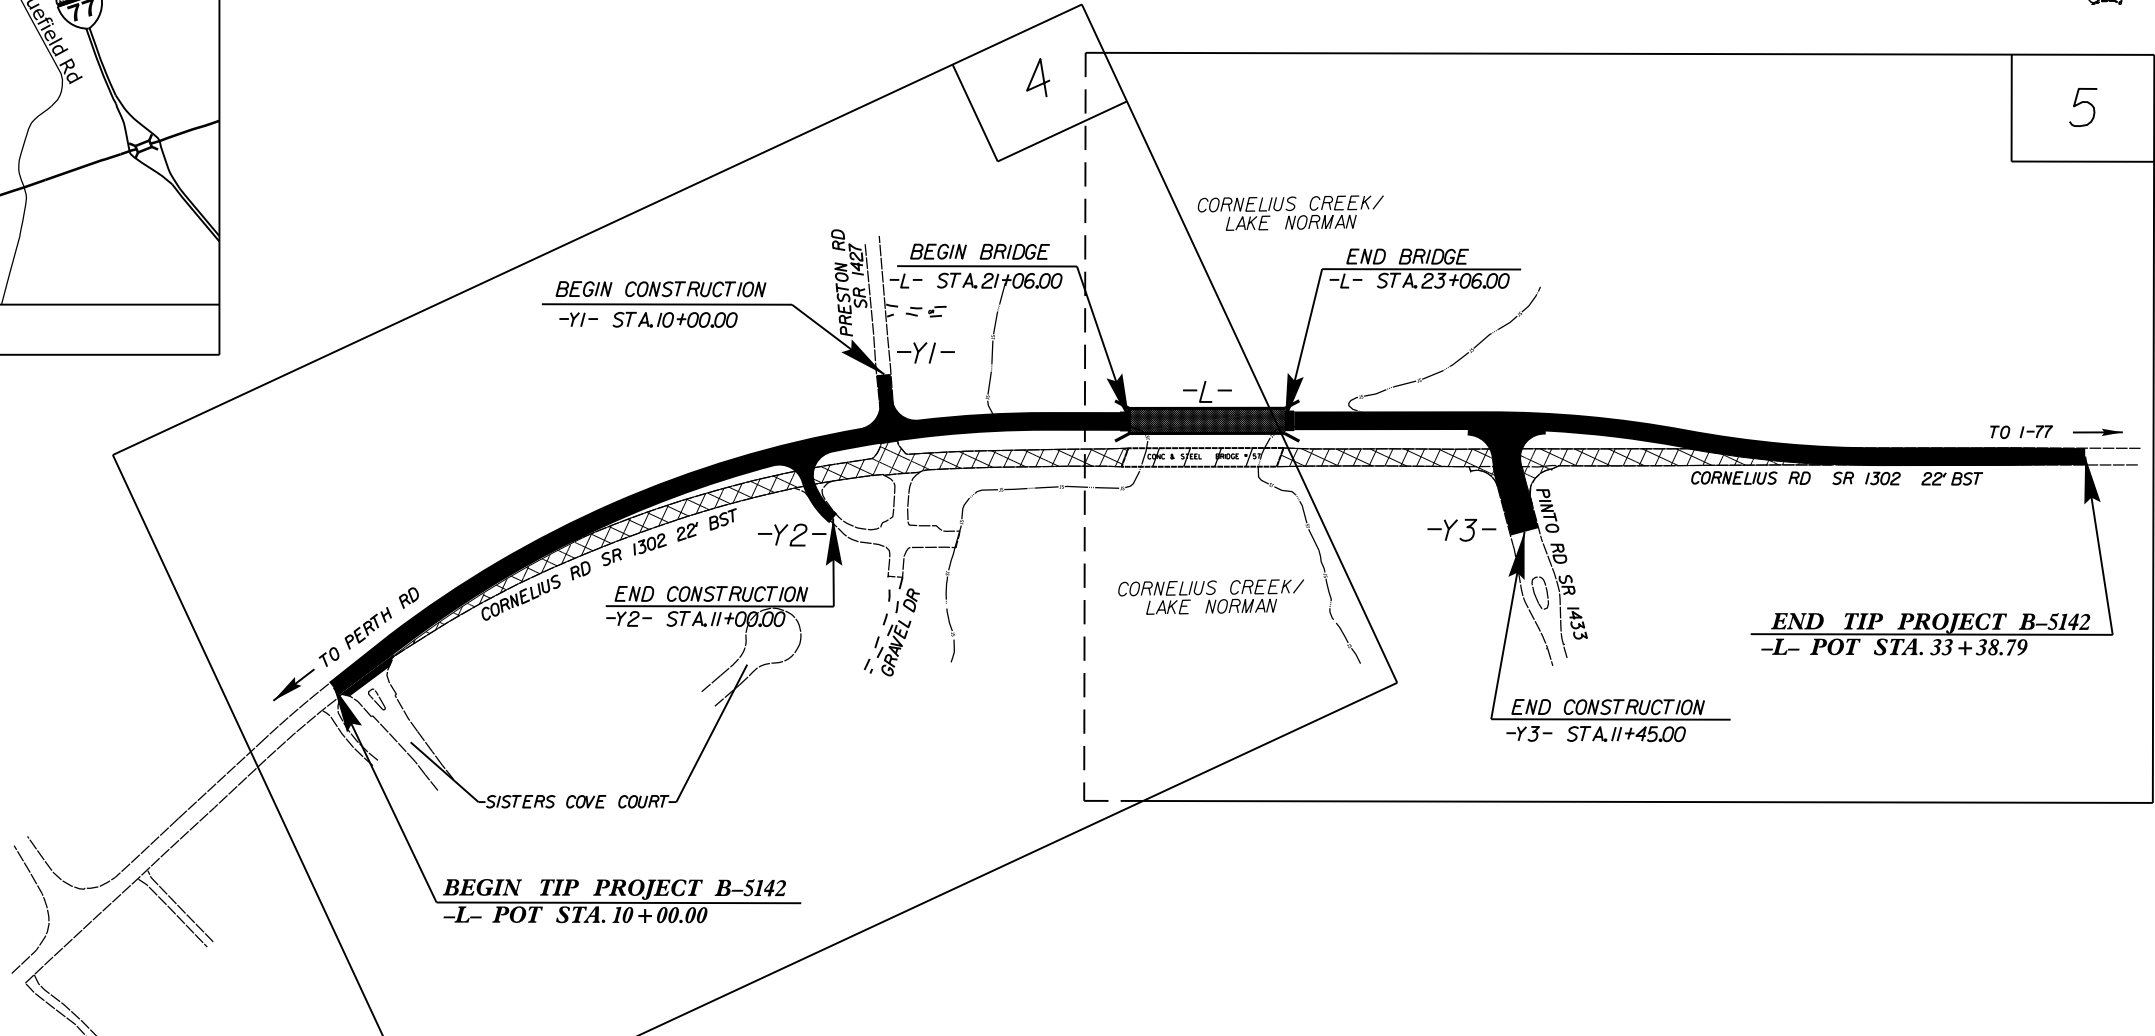 77
uefield Rd
4
5
CORNELIUS CREEK/
LAKE NORMAN
PRESTON RD
SR 1427
BEGIN BRIDGE
-L- STA.21+06.00
END BRIDGE
-L- STA.23+06.00
BEGIN CONSTRUCTION
-Y1- STA.10+00.00
-Y1-
-L-
TO I-77
CONC & STEEL BRIDGE # 57
CORNELIUS RD SR 1302 22' BST
CORNELIUS RD SR 1302 22' BST
-Y2-
-Y3-
PINTO RD SR 1433
END CONSTRUCTION
-Y2- STA.11+00.00
GRAVEL DR
CORNELIUS CREEK/
LAKE NORMAN
TO PERTH RD
END TIP PROJECT B–5142
–L– POT STA. 33+38.79
END CONSTRUCTION
-Y3- STA.11+45.00
SISTERS COVE COURT
BEGIN TIP PROJECT B–5142
–L– POT STA. 10+00.00